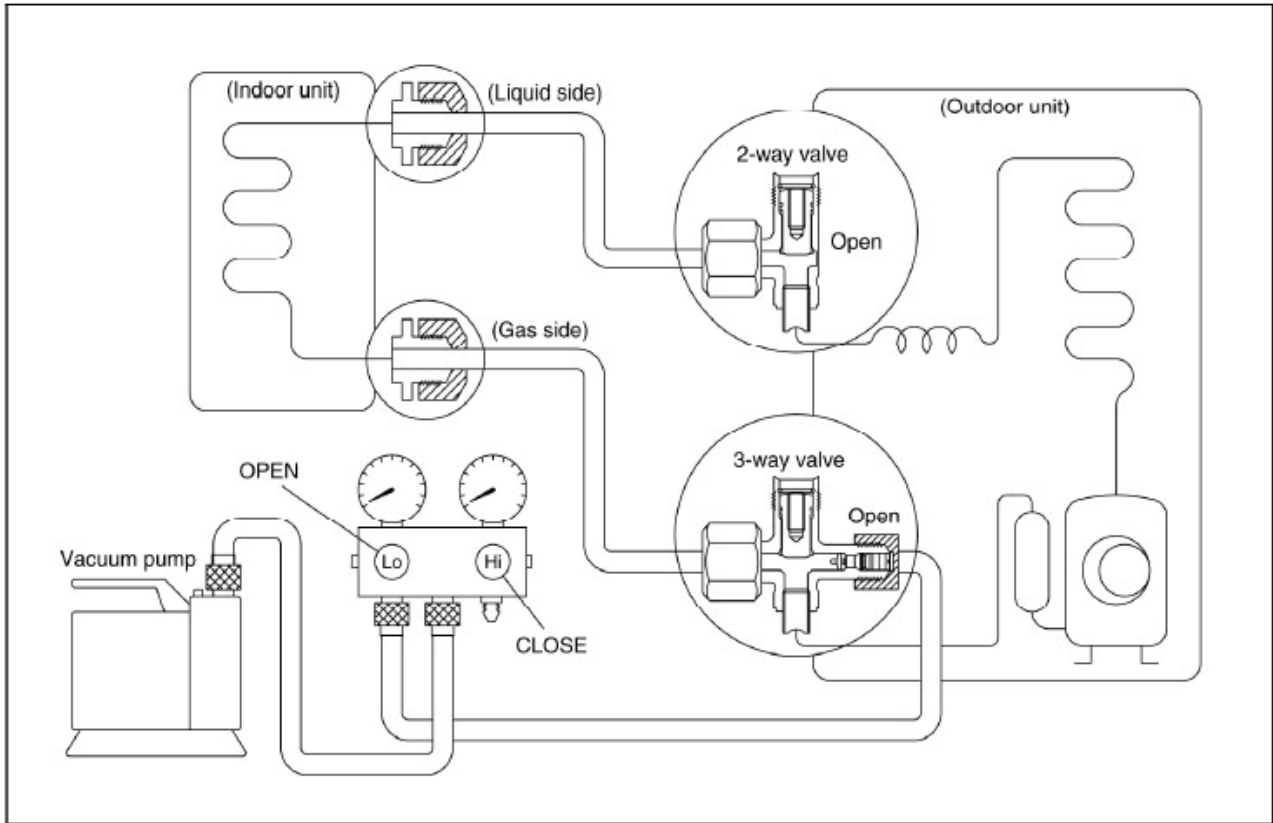 (Indoor unit)
(Liquid side)
(Outdoor unit)
2-way valve
Open
(Gas side)
3-way valve
Open
OPEN
Vacuum pump
Lo
Hi
CLOSE